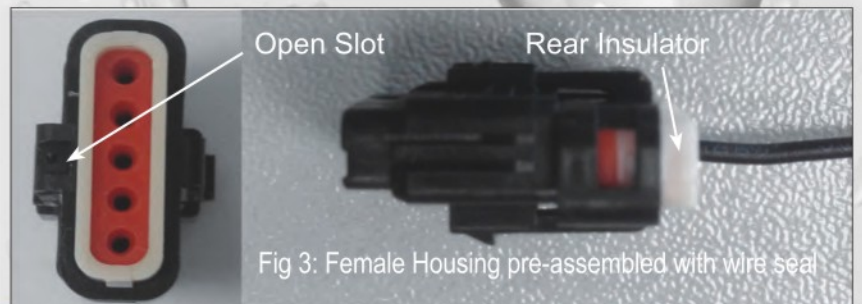 Open Slot
Rear Insulator
Fig 3: Female Housing pre-assembled with wire seal